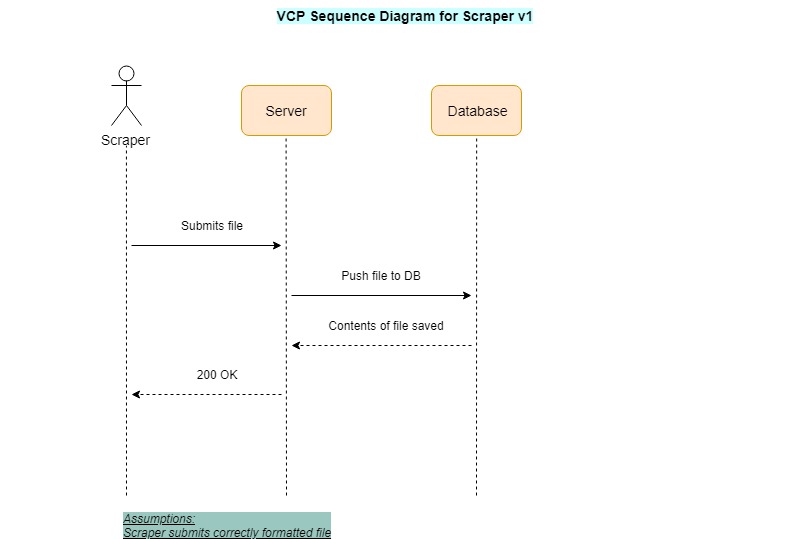 VCP Sequence Diagram for Scraper v1
Scraper
Server
Database
Submits file
Push file to DB
Contents of file saved
200 OK
Assumptions:
Scraper submits correctly formatted file